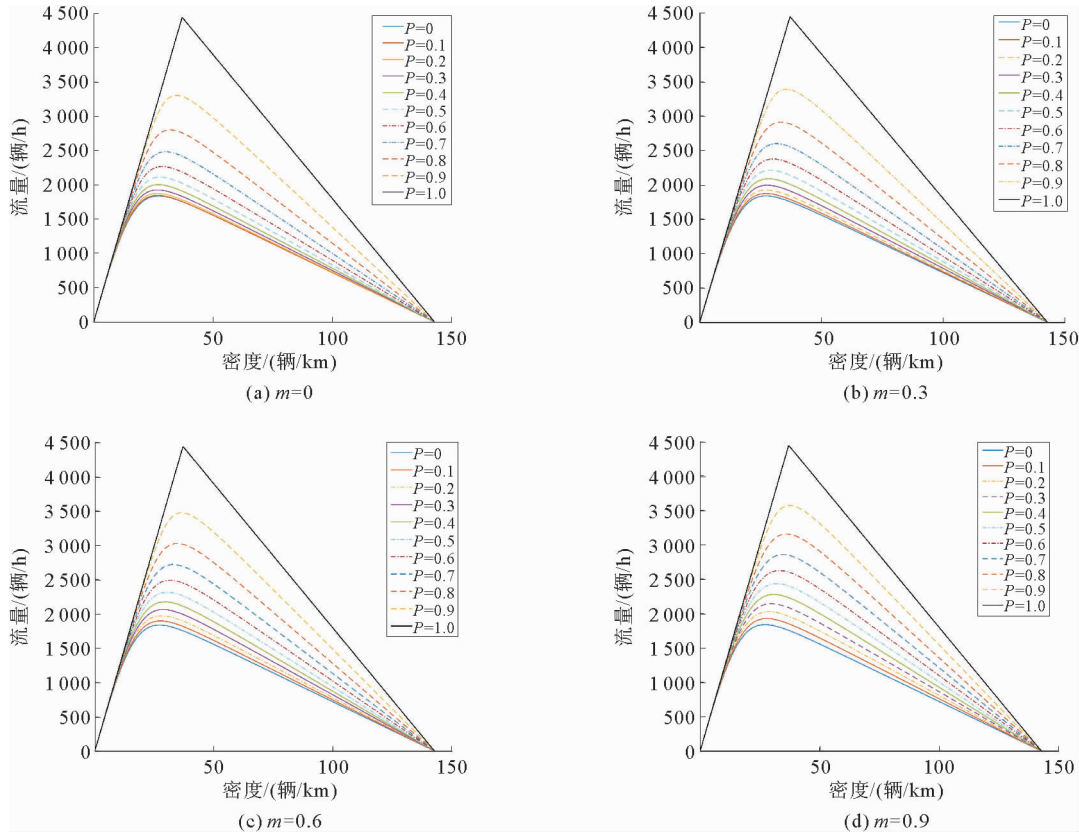 4 500
4 000
3 500
3 000
2 500
2 000
1 500
1 000
500
0
流量/(辆/h)
50
100
150
密度/(辆/km)
P=0
P=0.1
P=0.2
P=0.3
P=0.4
P=0.5
P=0.6
P=0.7
P=0.8
P=0.9
P=1.0
(a) m=0
4 500
4 000
3 500
3 000
2 500
2 000
1 500
1 000
500
0
流量/(辆/h)
50
100
150
密度/(辆/km)
P=0
P=0.1
P=0.2
P=0.3
P=0.4
P=0.5
P=0.6
P=0.7
P=0.8
P=0.9
P=1.0
(b) m=0.3
4 500
4 000
3 500
3 000
2 500
2 000
1 500
1 000
500
0
流量/(辆/h)
50
100
150
密度/(辆/km)
P=0
P=0.1
P=0.2
P=0.3
P=0.4
P=0.5
P=0.6
P=0.7
P=0.8
P=0.9
P=1.0
(c) m=0.6
4 500
4 000
3 500
3 000
2 500
2 000
1 500
1 000
500
0
流量/(辆/h)
50
100
150
密度/(辆/km)
P=0
P=0.1
P=0.2
P=0.3
P=0.4
P=0.5
P=0.6
P=0.7
P=0.8
P=0.9
P=1.0
(d) m=0.9